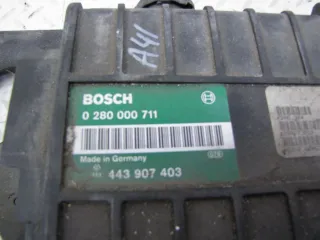 A41
BOSCH
0 280 000 711
Made in Germany
443 907 403